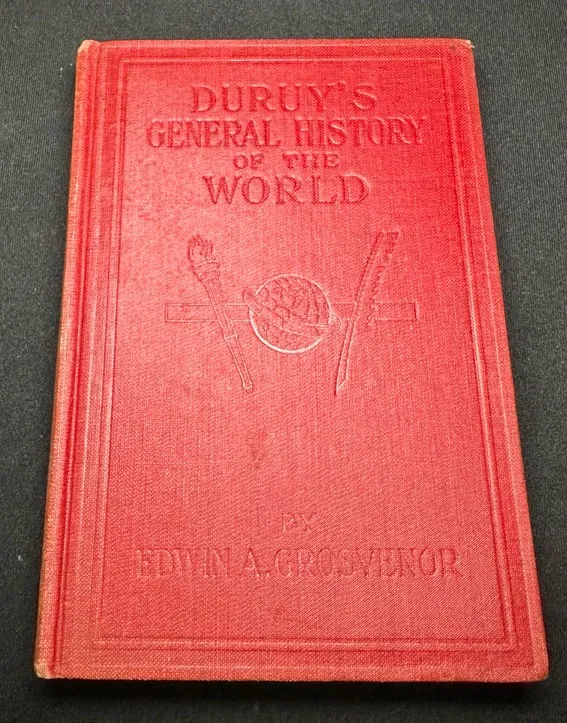 DURUY'S
GENERAL HISTORY
OF THE
WORLD
BY
EDWIN A. GROSVENOR